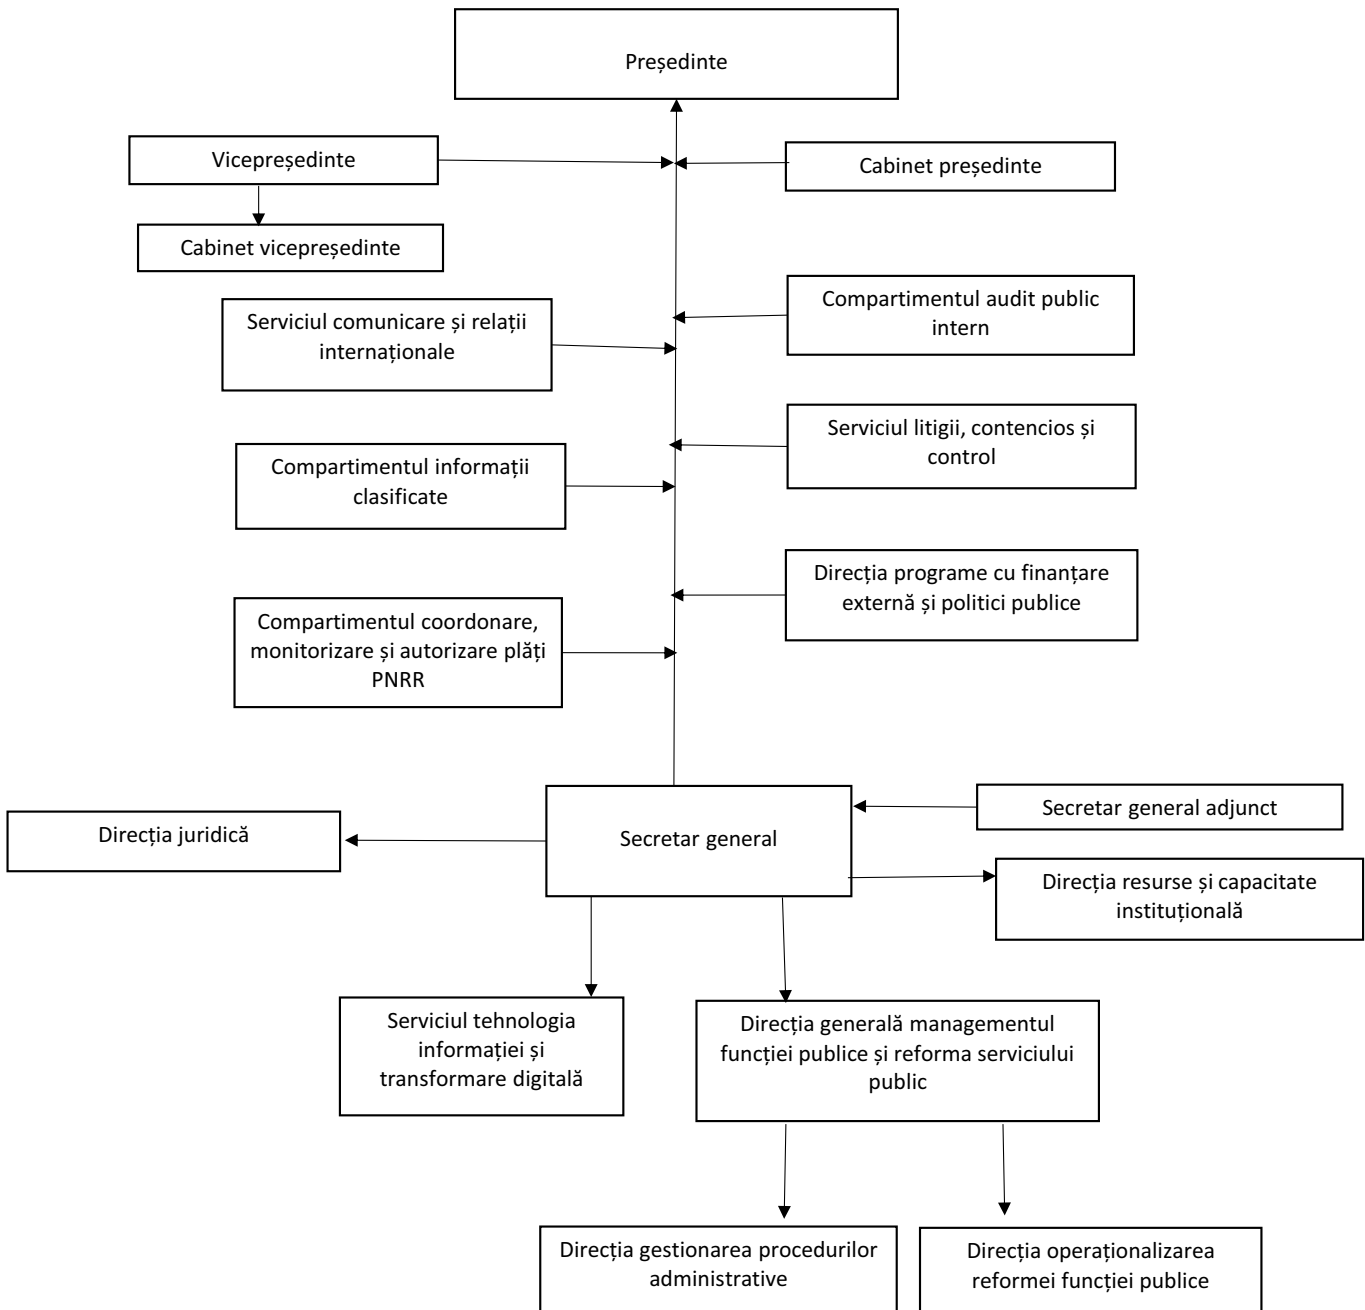 Președinte
Vicepreședinte
Cabinet președinte
Cabinet vicepreședinte
Compartimentul audit public
intern
Serviciul comunicare și relații
internaționale
Serviciul litigii, contencios și
control
Compartimentul informații
clasificate
Direcția programe cu finanțare
externă și politici publice
Compartimentul coordonare,
monitorizare și autorizare plăți
PNRR
Secretar general adjunct
Direcția juridică
Secretar general
Direcția resurse și capacitate
instituțională
Serviciul tehnologia
informației și
transformare digitală
Direcția generală managementul
funcției publice și reforma serviciului
public
Direcția gestionarea procedurilor
administrative
Direcția operaționalizarea
reformei funcției publice